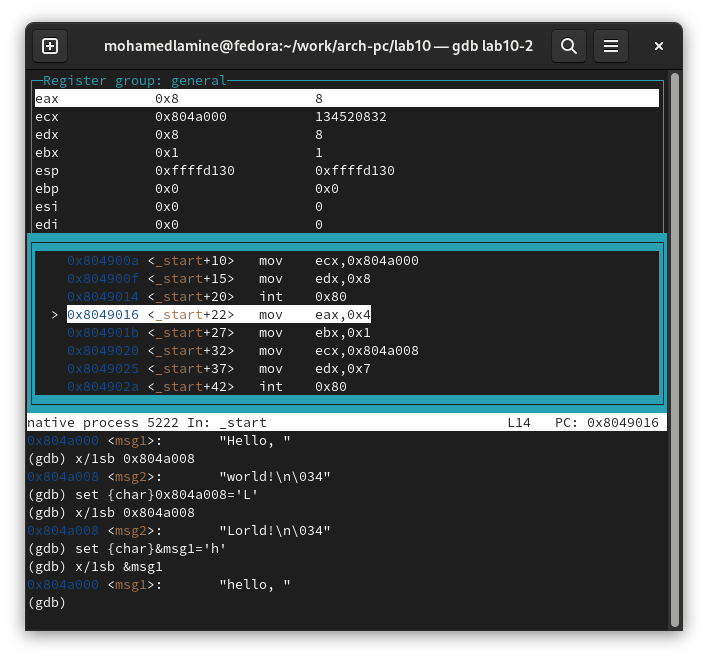 mohamedlamine@fedora:~/work/arch-pc/lab10 — gdb lab10-2
Register group: general
eax 0x8 8
ecx 0x804a000 134520832
edx 0x8 8
ebx 0x1 1
esp 0xffffd130 0xffffd130
ebp 0x0 0x0
esi 0x0 0
edi 0x0 0
0x804900a <_start+10> mov ecx,0x804a000
0x804900f <_start+15> mov edx,0x8
0x8049014 <_start+20> int 0x80
> 0x8049016 <_start+22> mov eax,0x4
0x804901b <_start+27> mov ebx,0x1
0x8049020 <_start+32> mov ecx,0x804a008
0x8049025 <_start+37> mov edx,0x7
0x804902a <_start+42> int 0x80
native process 5222 In: _start L14 PC: 0x8049016
0x804a000 <msg1>: "Hello, "
(gdb) x/1sb 0x804a008
0x804a008 <msg2>: "world!\n\034"
(gdb) set {char}0x804a008='L'
(gdb) x/1sb 0x804a008
0x804a008 <msg2>: "Lorld!\n\034"
(gdb) set {char}&msg1='h'
(gdb) x/1sb &msg1
0x804a000 <msg1>: "hello, "
(gdb)